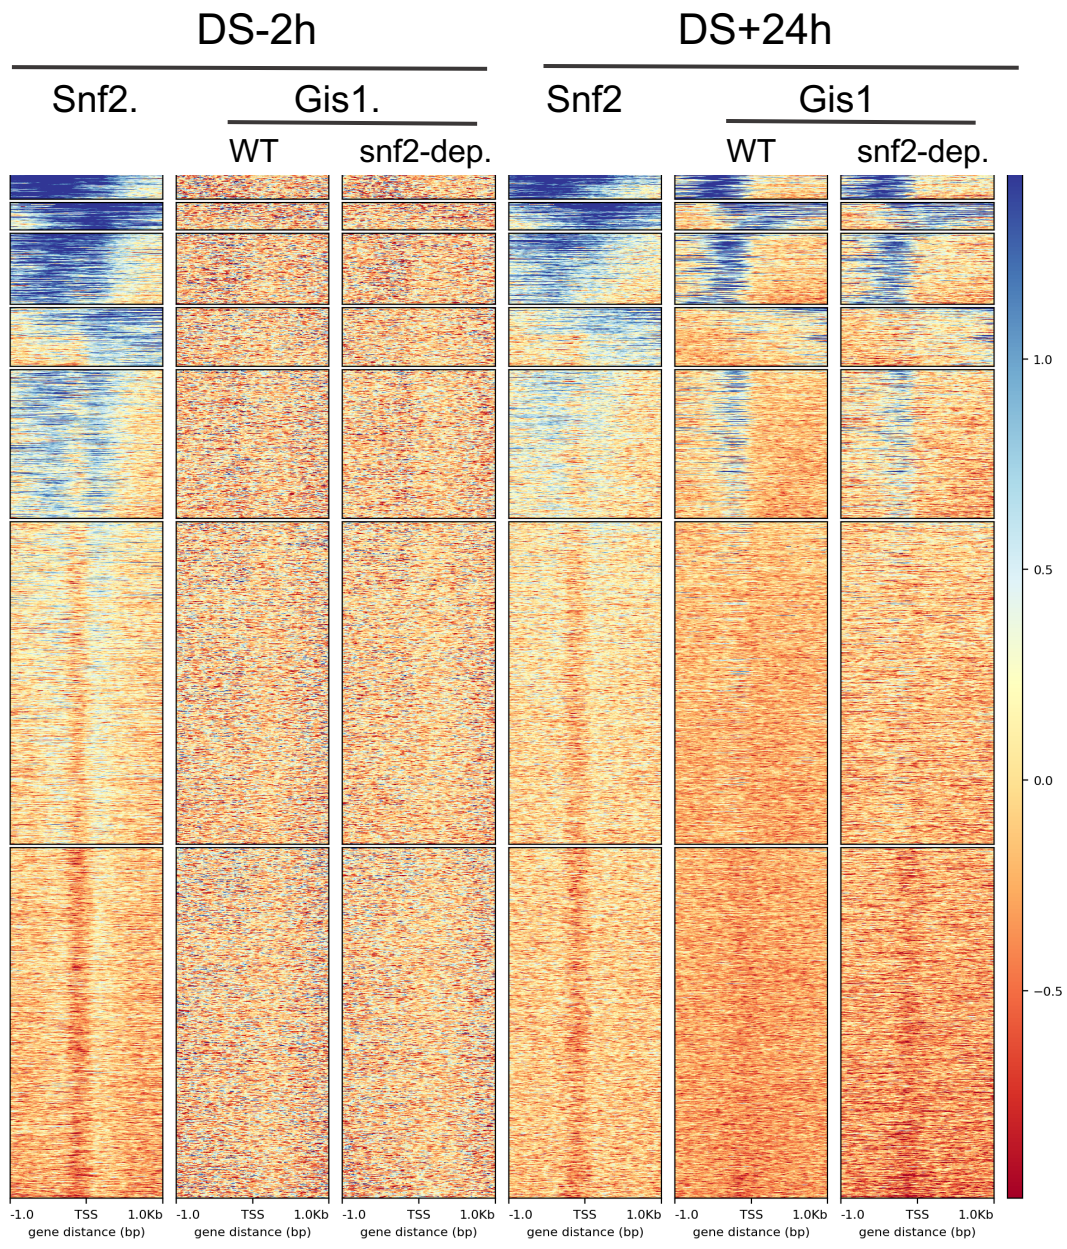 DS-2h DS+24h
Snf2. Gis1. Snf2 Gis1
WT snf2-dep. WT snf2-dep.
1.0
0.5
0.0
−0.5
-1.0 TSS 1.0Kb -1.0 TSS 1.0Kb -1.0 TSS 1.0Kb -1.0 TSS 1.0Kb -1.0 TSS 1.0Kb -1.0 TSS 1.0Kb
gene distance (bp) gene distance (bp) gene distance (bp) gene distance (bp) gene distance (bp) gene distance (bp)